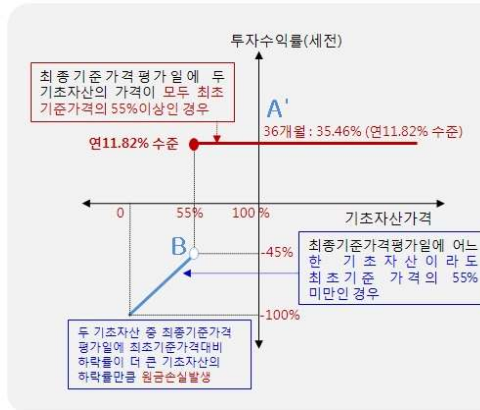 투자수익률(세전)
최종기준가격평가일에 두
기초자산의 가격이 모두 최초
기준가격의 55%이상인 경우
A'
36개월 : 35.46% (연11.82% 수준)
연11.82% 수준
0
55%
100 %
기초자산가격
B
-45%
최종기준가격평가일에 어느
한 기초자산이라도
최초기준 가격의 55%
미만인 경우
-100%
두 기초자산 중 최종기준가격
평가일에 최초기준가격대비
하락률이 더 큰 기초자산의
하락률만큼 원금손실발생